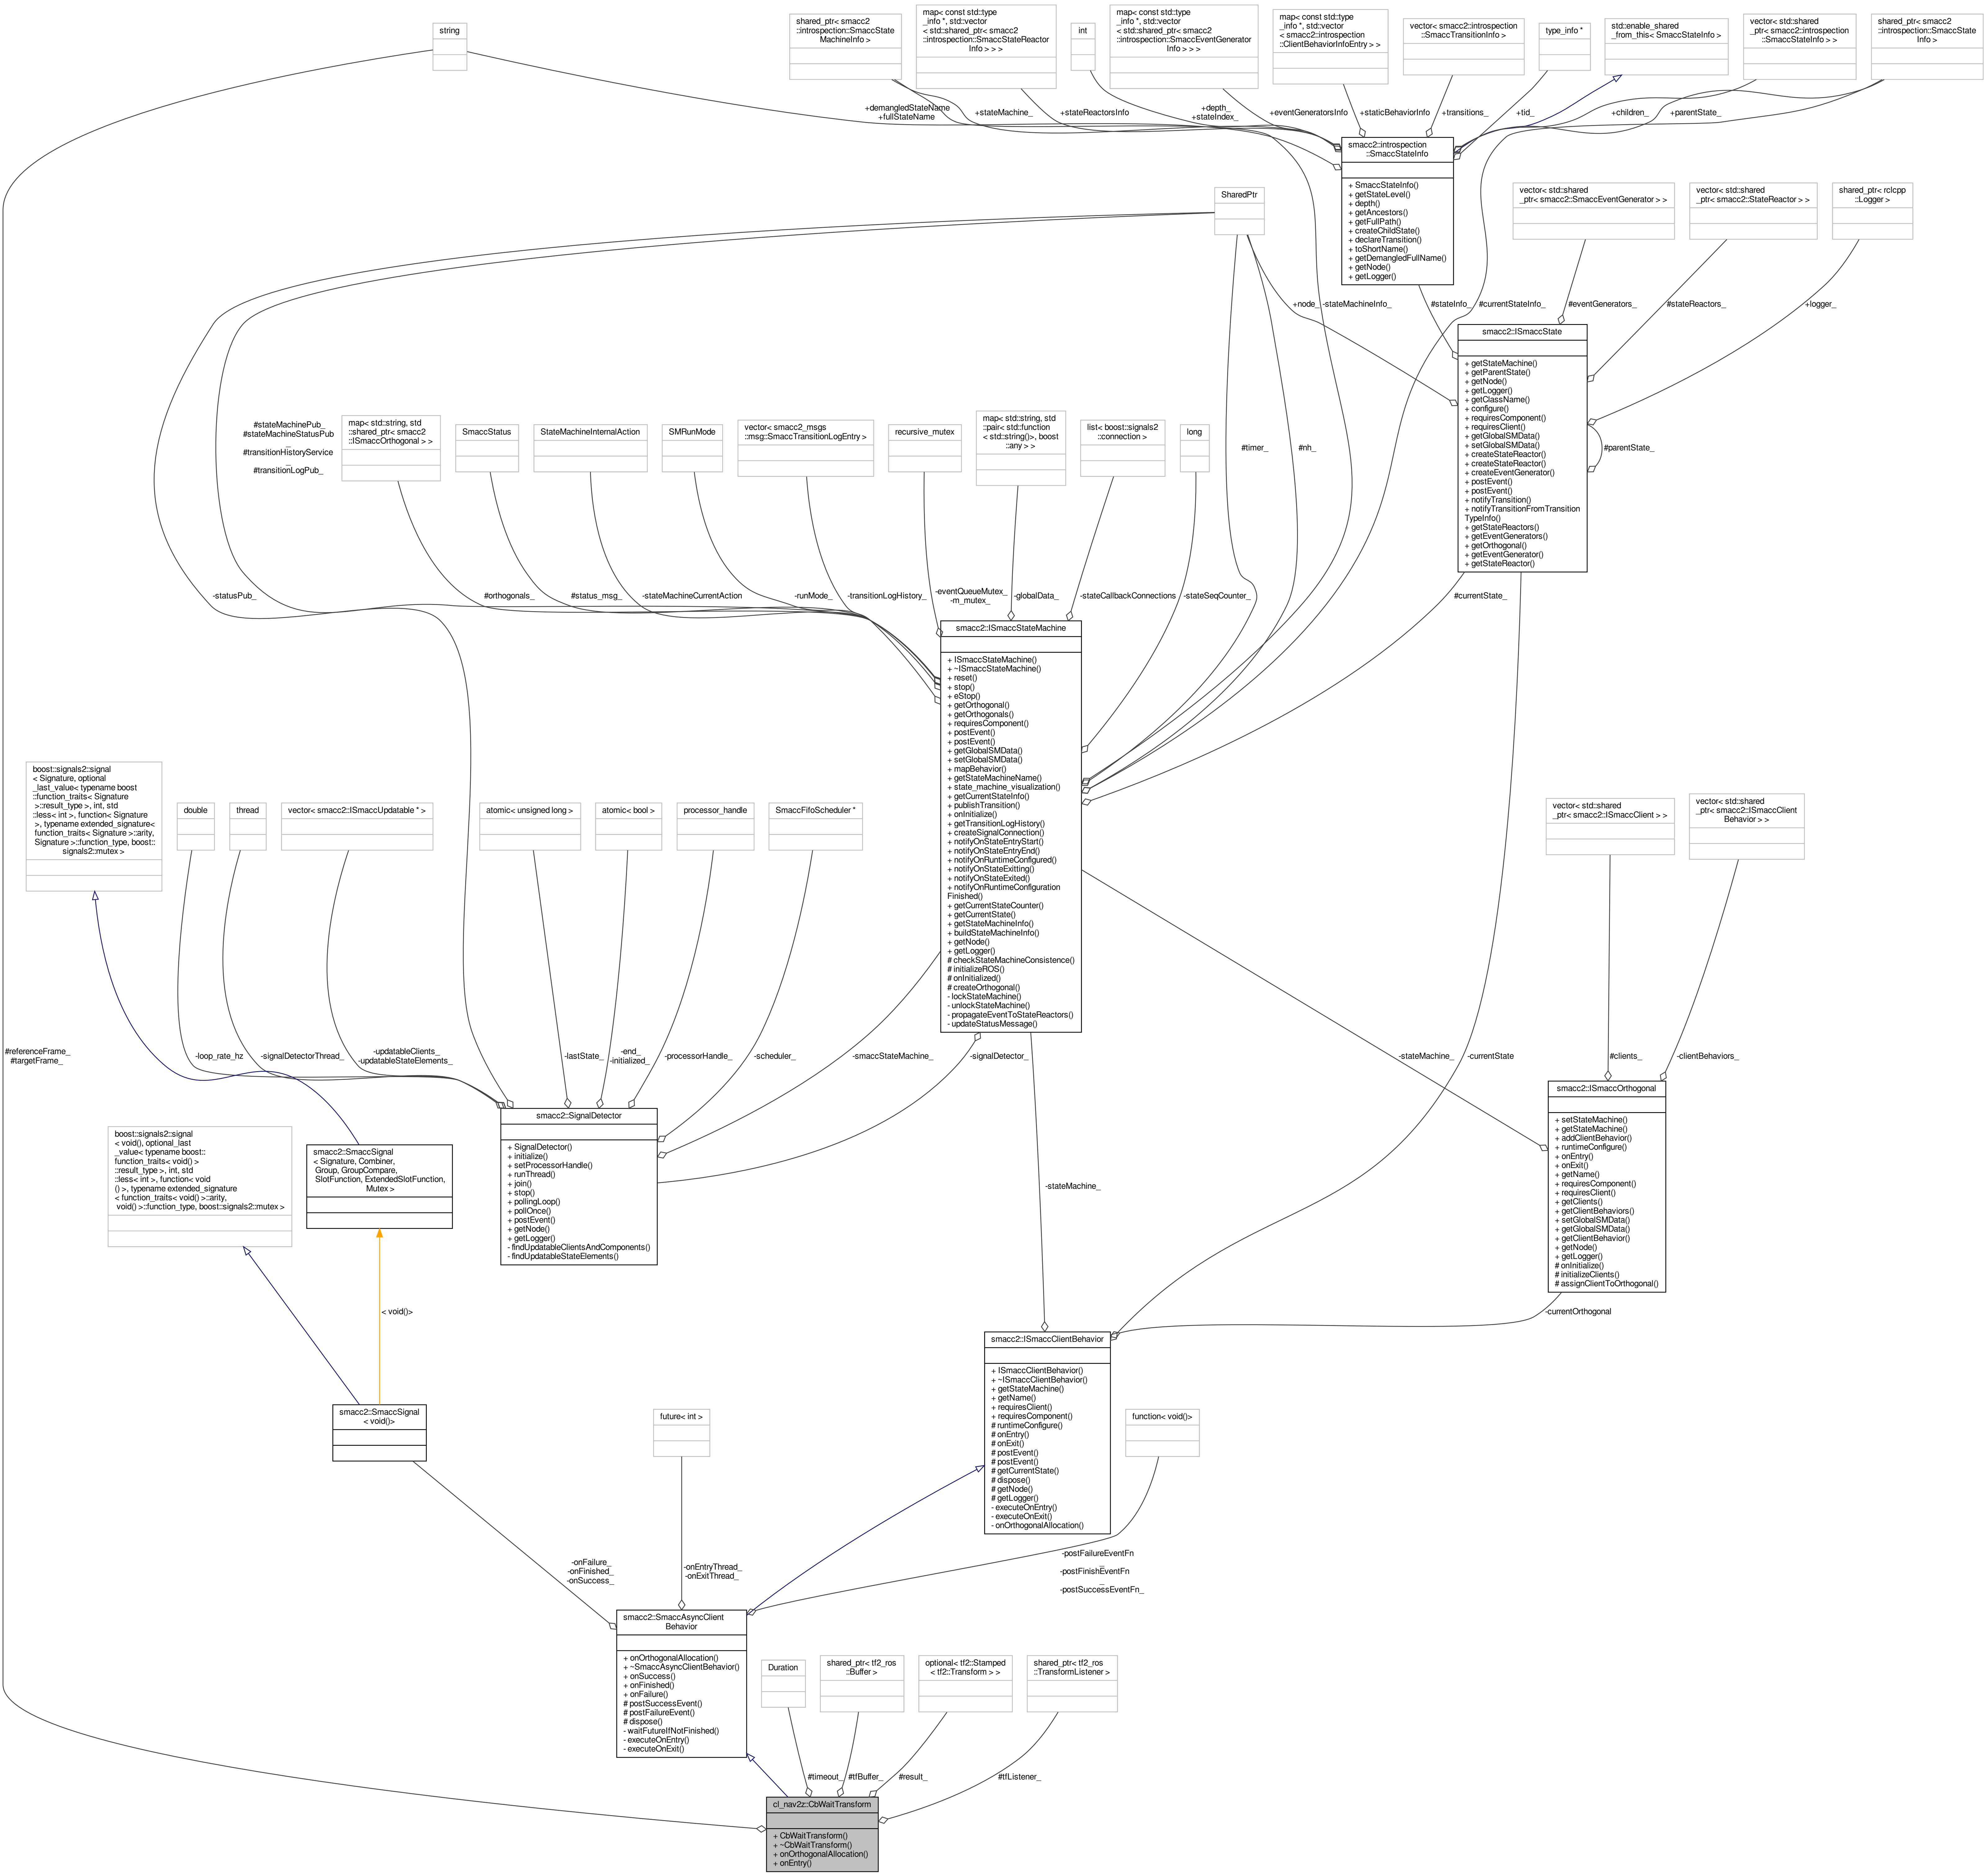 string
shared_ptr< smacc2
::introspection::SmaccState
MachineInfo >
map< const std::type
_info *, std::vector
< std::shared_ptr< smacc2
::introspection::SmaccStateReactor
Info > > >
int
map< const std::type
_info *, std::vector
< std::shared_ptr< smacc2
::introspection::SmaccEventGenerator
Info > > >
map< const std::type
_info *, std::vector
< smacc2::introspection
::ClientBehaviorInfoEntry > >
vector< smacc2::introspection
::SmaccTransitionInfo >
type_info *
std::enable_shared
_from_this< SmaccStateInfo >
vector< std::shared
_ptr< smacc2::introspection
::SmaccStateInfo > >
shared_ptr< smacc2
::introspection::SmaccState
Info >
+demangledStateName
+fullStateName
+stateMachine_
+stateReactorsInfo
+depth_
+stateIndex_
+eventGeneratorsInfo
+staticBehaviorInfo
+transitions_
+tid_
+children_
+parentState_
smacc2::introspection
::SmaccStateInfo
+ SmaccStateInfo()
+ getStateLevel()
+ depth()
+ getAncestors()
+ getFullPath()
+ createChildState()
+ declareTransition()
+ toShortName()
+ getDemangledFullName()
+ getNode()
+ getLogger()
SharedPtr
vector< std::shared
_ptr< smacc2::SmaccEventGenerator > >
vector< std::shared
_ptr< smacc2::StateReactor > >
shared_ptr< rclcpp
::Logger >
+node_
-stateMachineInfo_
#stateInfo_
#currentStateInfo_
#eventGenerators_
#stateReactors_
+logger_
smacc2::ISmaccState
+ getStateMachine()
+ getParentState()
+ getNode()
+ getLogger()
+ getClassName()
+ configure()
+ requiresComponent()
+ requiresClient()
+ getGlobalSMData()
+ setGlobalSMData()
+ createStateReactor()
+ createStateReactor()
+ createEventGenerator()
+ postEvent()
+ postEvent()
+ notifyTransition()
+ notifyTransitionFromTransition
TypeInfo()
+ getStateReactors()
+ getEventGenerators()
+ getOrthogonal()
+ getEventGenerator()
+ getStateReactor()
#parentState_
#stateMachinePub_
#stateMachineStatusPub
_
#transitionHistoryService
_
#transitionLogPub_
map< std::string, std
::shared_ptr< smacc2
::ISmaccOrthogonal > >
SmaccStatus
StateMachineInternalAction
SMRunMode
vector< smacc2_msgs
::msg::SmaccTransitionLogEntry >
recursive_mutex
map< std::string, std
::pair< std::function
< std::string()>, boost
::any > >
list< boost::signals2
::connection >
long
#timer_
#nh_
-statusPub_
#orthogonals_
#status_msg_
-stateMachineCurrentAction
-runMode_
-transitionLogHistory_
-eventQueueMutex_
-m_mutex_
-globalData_
-stateCallbackConnections
-stateSeqCounter_
#currentState_
smacc2::ISmaccStateMachine
+ ISmaccStateMachine()
+ ~ISmaccStateMachine()
+ reset()
+ stop()
+ eStop()
+ getOrthogonal()
+ getOrthogonals()
+ requiresComponent()
+ postEvent()
+ postEvent()
+ getGlobalSMData()
+ setGlobalSMData()
+ mapBehavior()
+ getStateMachineName()
+ state_machine_visualization()
+ getCurrentStateInfo()
+ publishTransition()
+ onInitialize()
+ getTransitionLogHistory()
+ createSignalConnection()
+ notifyOnStateEntryStart()
+ notifyOnStateEntryEnd()
+ notifyOnRuntimeConfigured()
+ notifyOnStateExitting()
+ notifyOnStateExited()
+ notifyOnRuntimeConfiguration
Finished()
+ getCurrentStateCounter()
+ getCurrentState()
+ getStateMachineInfo()
+ buildStateMachineInfo()
+ getNode()
+ getLogger()
# checkStateMachineConsistence()
# initializeROS()
# onInitialized()
# createOrthogonal()
- lockStateMachine()
- unlockStateMachine()
- propagateEventToStateReactors()
- updateStatusMessage()
boost::signals2::signal
< Signature, optional
_last_value< typename boost
::function_traits< Signature
>::result_type >, int, std
::less< int >, function< Signature
>, typename extended_signature<
function_traits< Signature >::arity,
Signature >::function_type, boost::
signals2::mutex >
double
thread
vector< smacc2::ISmaccUpdatable * >
atomic< unsigned long >
atomic< bool >
processor_handle
SmaccFifoScheduler *
vector< std::shared
_ptr< smacc2::ISmaccClient > >
vector< std::shared
_ptr< smacc2::ISmaccClient
Behavior > >
#referenceFrame_
#targetFrame_
-loop_rate_hz
-signalDetectorThread_
-updatableClients_
-updatableStateElements_
-lastState_
-end_
-initialized_
-processorHandle_
-scheduler_
-smaccStateMachine_
-signalDetector_
-stateMachine_
-currentState
#clients_
-clientBehaviors_
smacc2::SignalDetector
+ SignalDetector()
+ initialize()
+ setProcessorHandle()
+ runThread()
+ join()
+ stop()
+ pollingLoop()
+ pollOnce()
+ postEvent()
+ getNode()
+ getLogger()
- findUpdatableClientsAndComponents()
- findUpdatableStateElements()
smacc2::ISmaccOrthogonal
+ setStateMachine()
+ getStateMachine()
+ addClientBehavior()
+ runtimeConfigure()
+ onEntry()
+ onExit()
+ getName()
+ requiresComponent()
+ requiresClient()
+ getClients()
+ getClientBehaviors()
+ setGlobalSMData()
+ getGlobalSMData()
+ getClientBehavior()
+ getNode()
+ getLogger()
# onInitialize()
# initializeClients()
# assignClientToOrthogonal()
boost::signals2::signal
< void(), optional_last
_value< typename boost::
function_traits< void() >
::result_type >, int, std
::less< int >, function< void
() >, typename extended_signature
< function_traits< void() >::arity,
void() >::function_type, boost::signals2::mutex >
smacc2::SmaccSignal
< Signature, Combiner,
Group, GroupCompare,
SlotFunction, ExtendedSlotFunction,
Mutex >
-stateMachine_
< void()>
-currentOrthogonal
smacc2::ISmaccClientBehavior
+ ISmaccClientBehavior()
+ ~ISmaccClientBehavior()
+ getStateMachine()
+ getName()
+ requiresClient()
+ requiresComponent()
# runtimeConfigure()
# onEntry()
# onExit()
# postEvent()
# postEvent()
# getCurrentState()
# dispose()
# getNode()
# getLogger()
- executeOnEntry()
- executeOnExit()
- onOrthogonalAllocation()
smacc2::SmaccSignal
< void()>
future< int >
function< void()>
-onFailure_
-onFinished_
-onSuccess_
-onEntryThread_
-onExitThread_
-postFailureEventFn
_
-postFinishEventFn
_
-postSuccessEventFn_
smacc2::SmaccAsyncClient
Behavior
+ onOrthogonalAllocation()
+ ~SmaccAsyncClientBehavior()
+ onSuccess()
+ onFinished()
+ onFailure()
# postSuccessEvent()
# postFailureEvent()
# dispose()
- waitFutureIfNotFinished()
- executeOnEntry()
- executeOnExit()
Duration
shared_ptr< tf2_ros
::Buffer >
optional< tf2::Stamped
< tf2::Transform > >
shared_ptr< tf2_ros
::TransformListener >
#timeout_
#tfBuffer_
#result_
#tfListener_
cl_nav2z::CbWaitTransform
+ CbWaitTransform()
+ ~CbWaitTransform()
+ onOrthogonalAllocation()
+ onEntry()